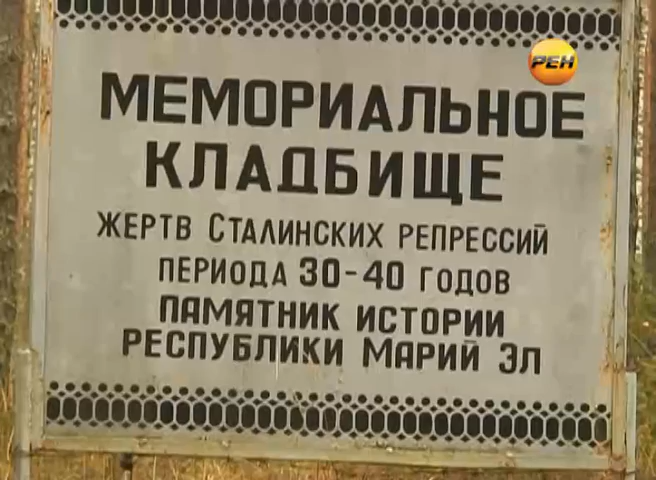 РЕН
МЕМОРИАЛЬНОЕ
КЛАДБИЩЕ
ЖЕРТВ СТАЛИНСКИХ РЕПРЕССИЙ
ПЕРИОДА 30-40 ГОДОВ
ПАМЯТНИК ИСТОРИИ
РЕСПУБЛИКИ МАРИЙ ЭЛ